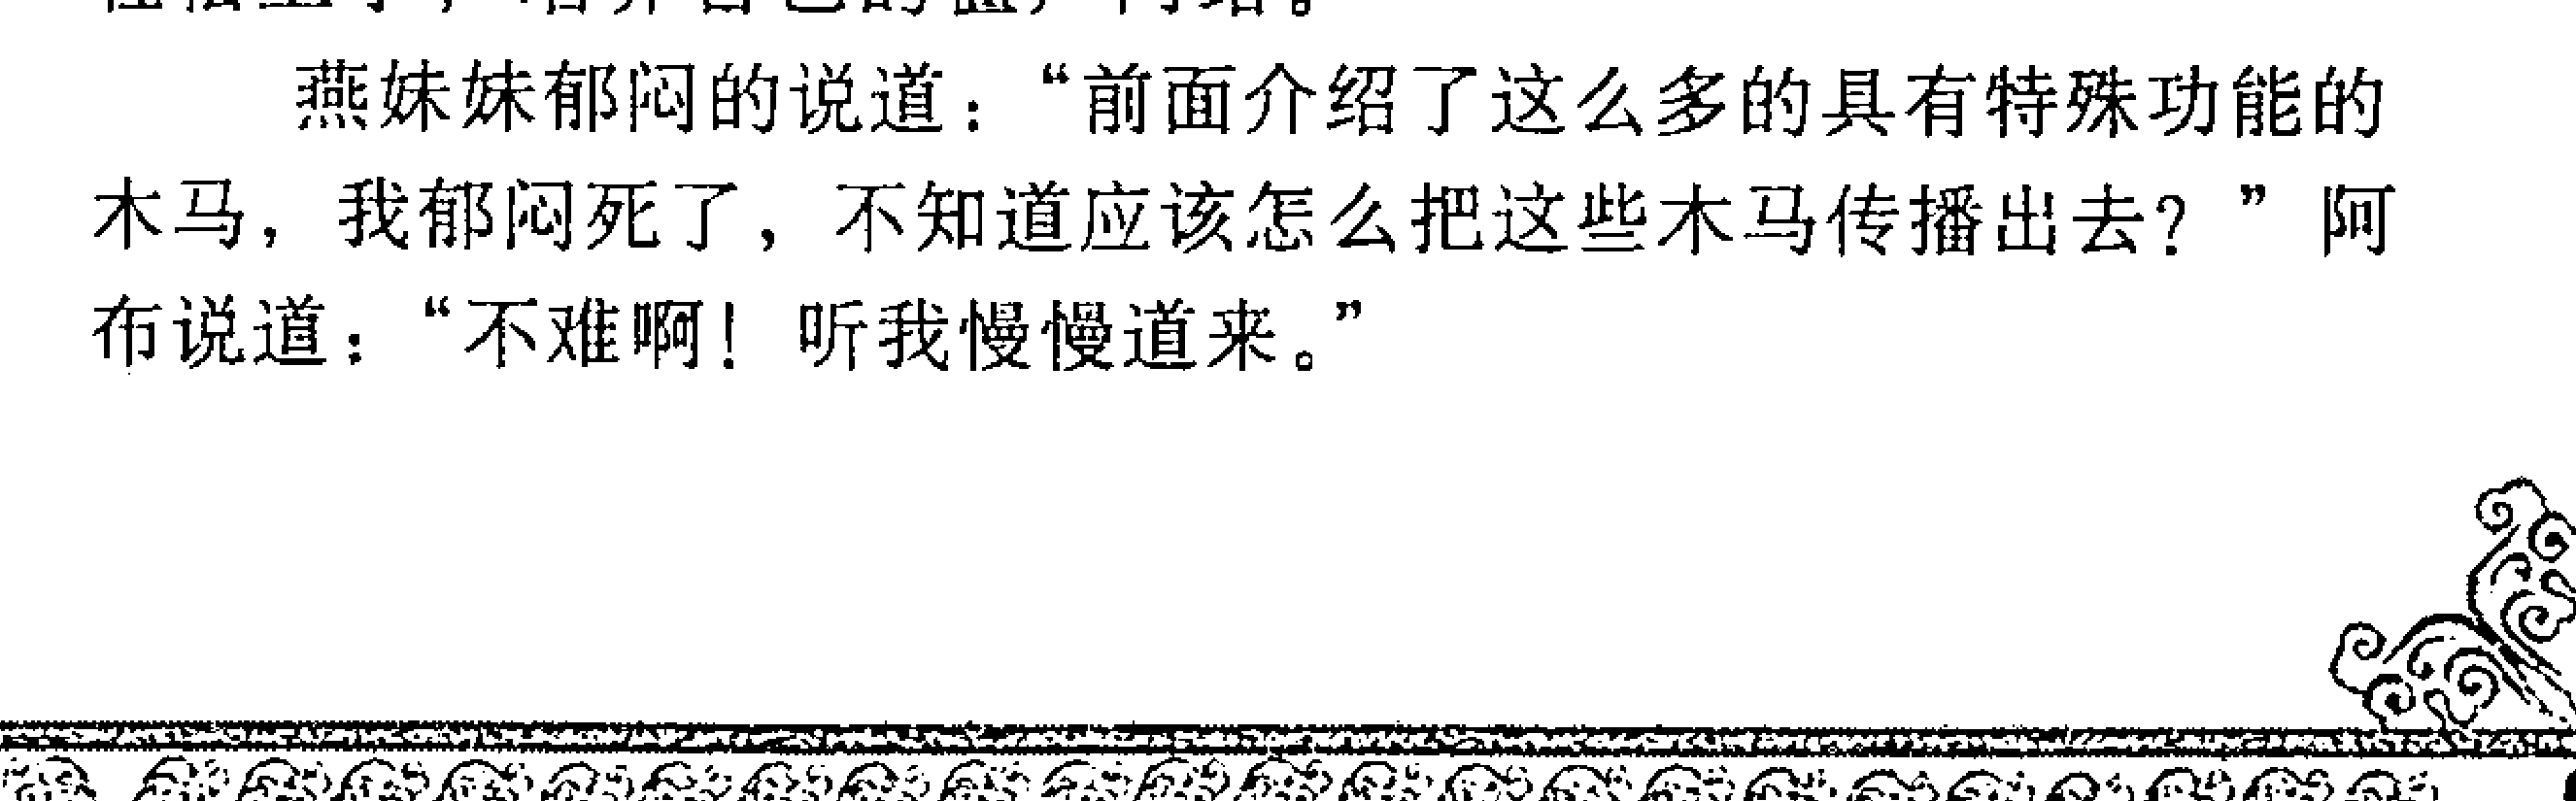 燕妹妹郁闷的说道：“前面介绍了这么多的具有特殊功能的
木马，我郁闷死了，不知道应该怎么把这些木马传播出去？”阿
布说道：“不难啊！听我慢慢道来。”